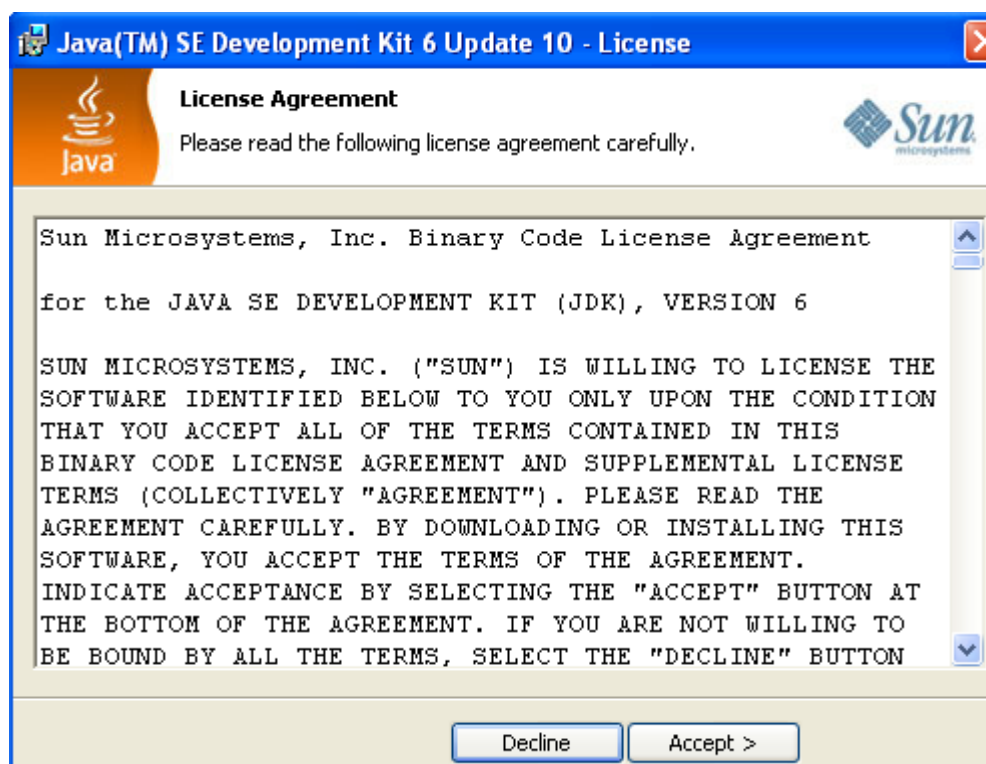 Java(TM) SE Development Kit 6 Update 10 - License
Java
License Agreement
Please read the following license agreement carefully.
Sun
microsystems
Sun Microsystems, Inc. Binary Code License Agreement
for the JAVA SE DEVELOPMENT KIT (JDK), VERSION 6
SUN MICROSYSTEMS, INC. ("SUN") IS WILLING TO LICENSE THE
SOFTWARE IDENTIFIED BELOW TO YOU ONLY UPON THE CONDITION
THAT YOU ACCEPT ALL OF THE TERMS CONTAINED IN THIS
BINARY CODE LICENSE AGREEMENT AND SUPPLEMENTAL LICENSE
TERMS (COLLECTIVELY "AGREEMENT"). PLEASE READ THE
AGREEMENT CAREFULLY. BY DOWNLOADING OR INSTALLING THIS
SOFTWARE, YOU ACCEPT THE TERMS OF THE AGREEMENT.
INDICATE ACCEPTANCE BY SELECTING THE "ACCEPT" BUTTON AT
THE BOTTOM OF THE AGREEMENT. IF YOU ARE NOT WILLING TO
BE BOUND BY ALL THE TERMS, SELECT THE "DECLINE" BUTTON
Decline
Accept >